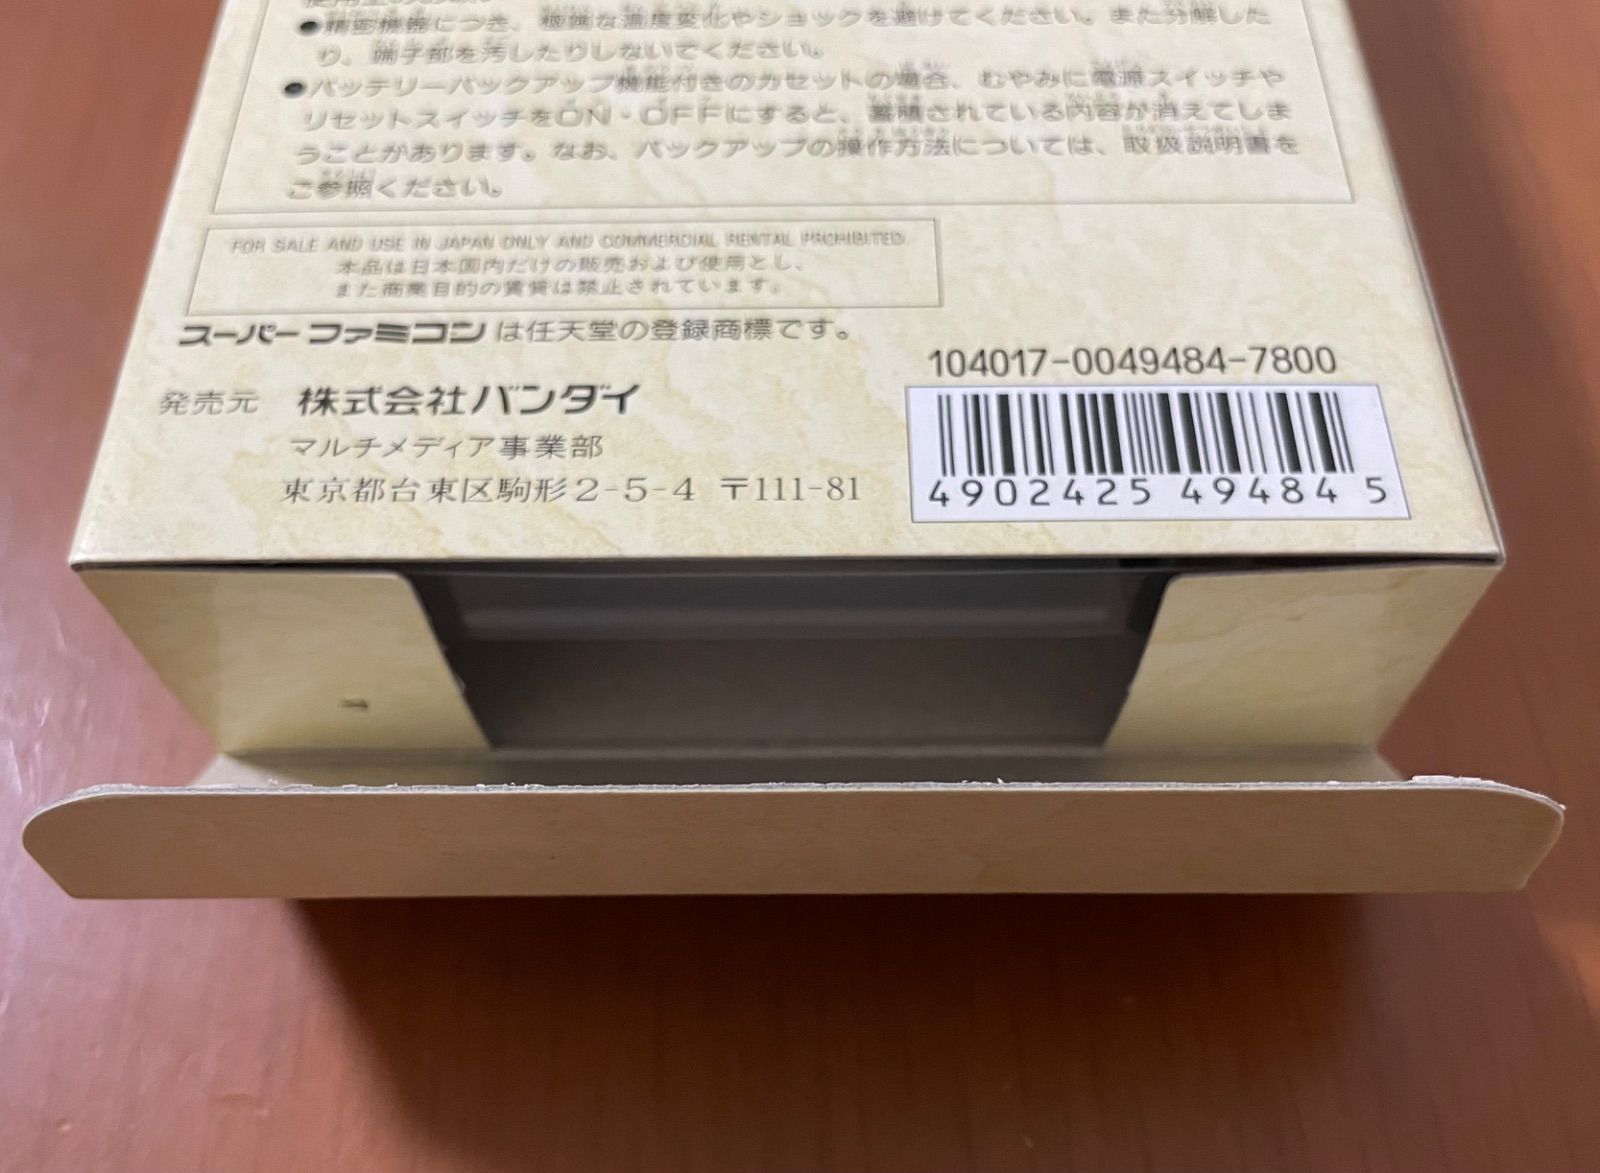 ●精密機器につき、極端な温度変化やショックを避けてください。また分解した
り、端子部を汚したりしないでください。
●バッテリーバックアップ機能付きのカセットの場合、むやみに電源スイッチや
リセットスイッチをON・OFFにすると、蓄積されている内容が消えてしま
うことがあります。なお、バックアップの操作方法については、取扱説明書を
ご参照ください。
FOR SALE AND USE IN JAPAN ONLY AND COMMERCIAL RENTAL PROHIBITED.
本品は日本国内だけの販売および使用とし、
また商業目的の賃貸は禁止されています。
スーパーファミコンは任天堂の登録商標です。
104017-0049484-7800
発売元 株式会社バンダイ
マルチメディア事業部
東京都台東区駒形2-5-4 〒111-81
4902425494845